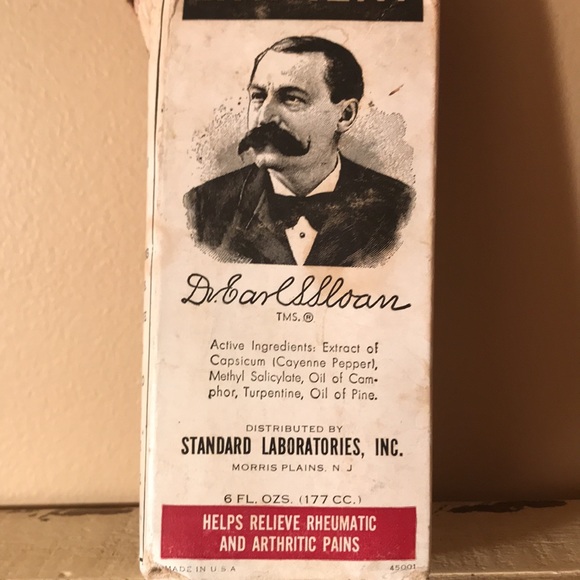 Dr. Earl S. Sloan
TMS. ®
Active Ingredients: Extract of
Capsicum (Cayenne Pepper),
Methyl Salicylate, Oil of Cam-
phor, Turpentine, Oil of Pine.
DISTRIBUTED BY
STANDARD LABORATORIES, INC.
MORRIS PLAINS, N. J
6 FL. OZS. (177 CC.)
HELPS RELIEVE RHEUMATIC
AND ARTHRITIC PAINS
MADE IN U S A
45001